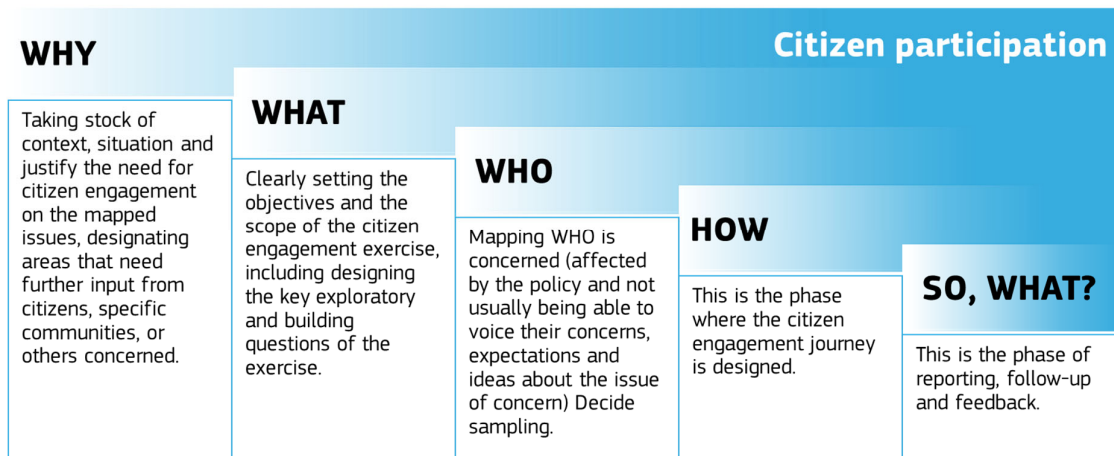 Citizen participation
WHY
Taking stock of
context, situation and
justify the need for
citizen engagement
on the mapped
issues, designating
areas that need
further input from
citizens, specific
communities, or
others concerned.
WHAT
Clearly setting the
objectives and the
scope of the citizen
engagement exercise,
including designing
the key exploratory
and building
questions of the
exercise.
WHO
Mapping WHO is
concerned (affected
by the policy and not
usually being able to
voice their concerns,
expectations and
ideas about the issue
of concern) Decide
sampling.
HOW
This is the phase
where the citizen
engagement journey
is designed.
SO, WHAT?
This is the phase of
reporting, follow-up
and feedback.